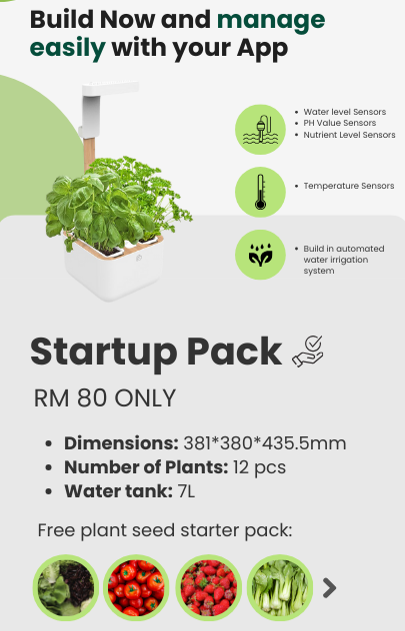 Build Now and manage
easily with your App
• Water level Sensors
• PH Value Sensors
• Nutrient Level Sensors
• Temperature Sensors
• Build in automated
water irrigation
system
Startup Pack
RM 80 ONLY
• Dimensions: 381*380*435.5mm
• Number of Plants: 12 pcs
• Water tank: 7L
Free plant seed starter pack: